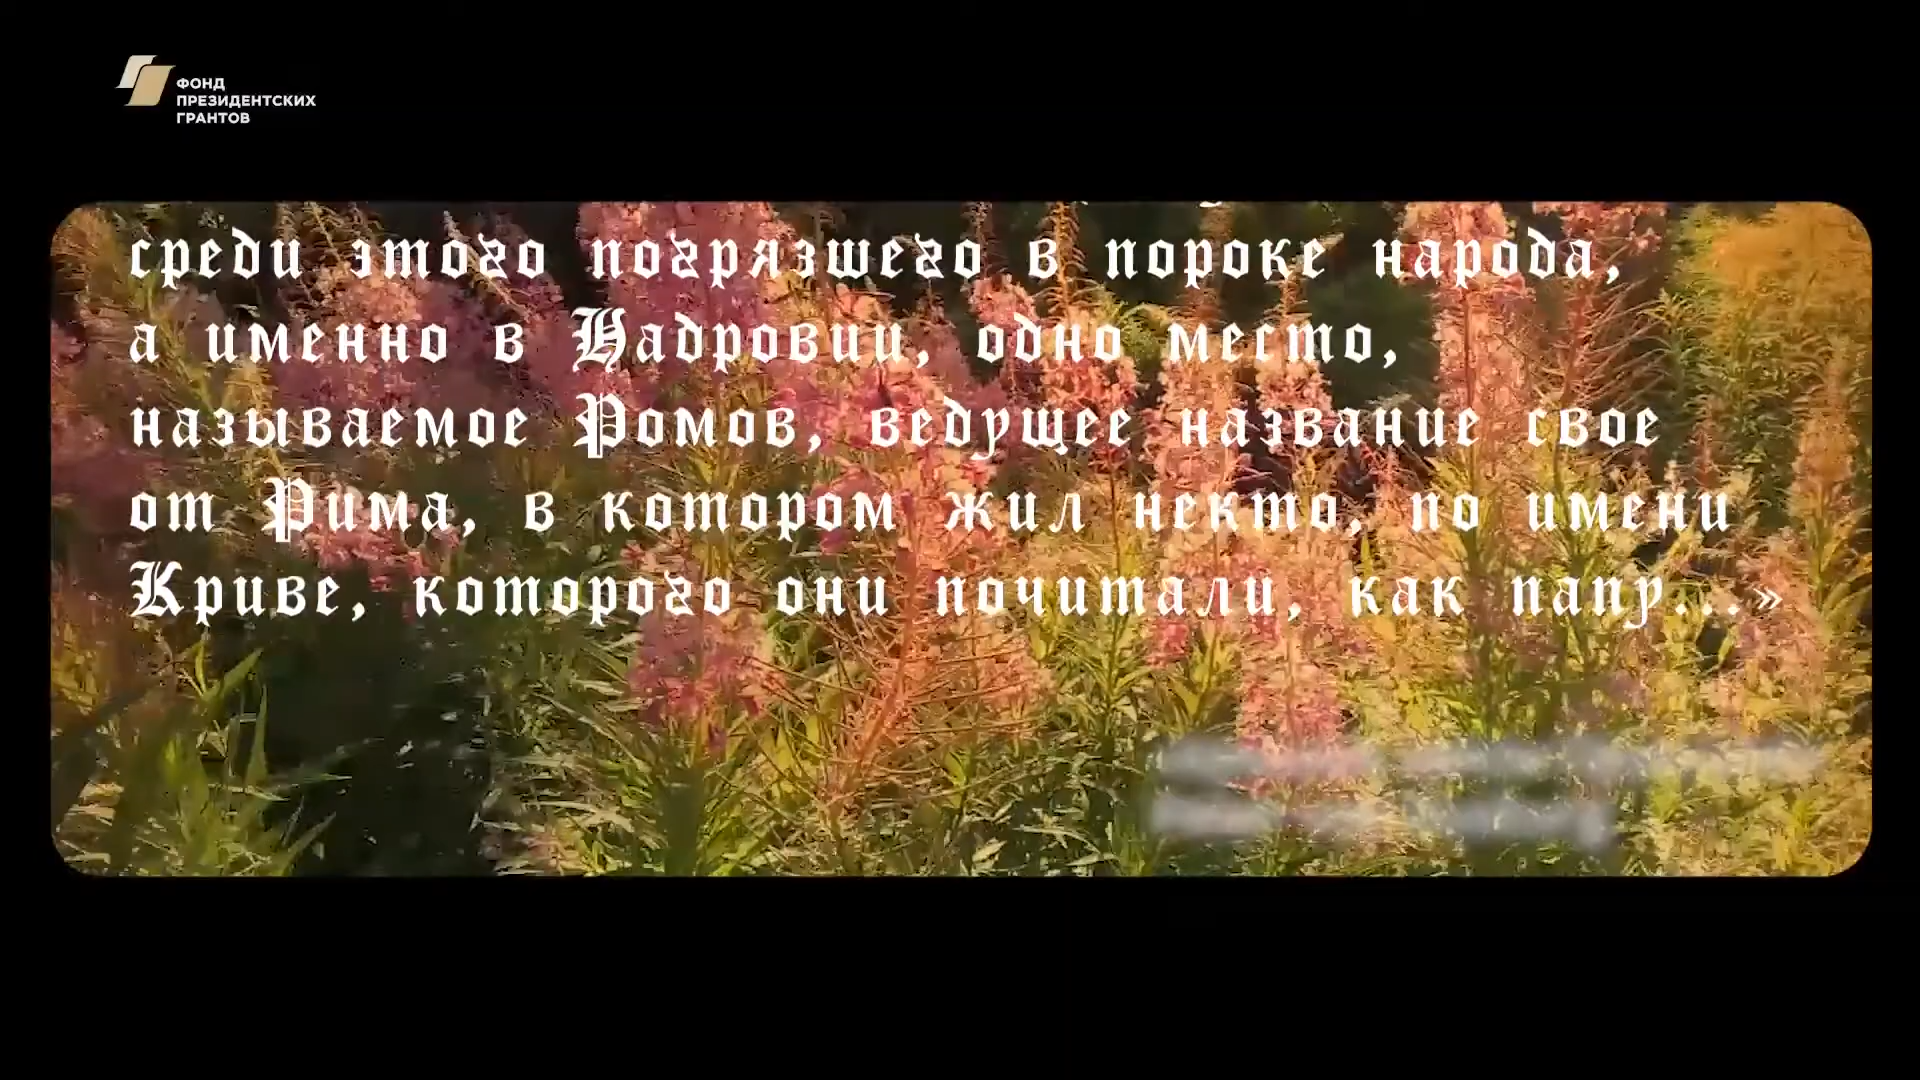 ФОНД
ПРЕЗИДЕНТСКИХ
ГРАНТОВ
среди этого погрязшего в пороке народа,
а именно в Надровии, одно место,
называемое Ромов, ведущее название свое
от Рима, в котором жил некто, по имени
Криве, которого они почитали, как папу...»